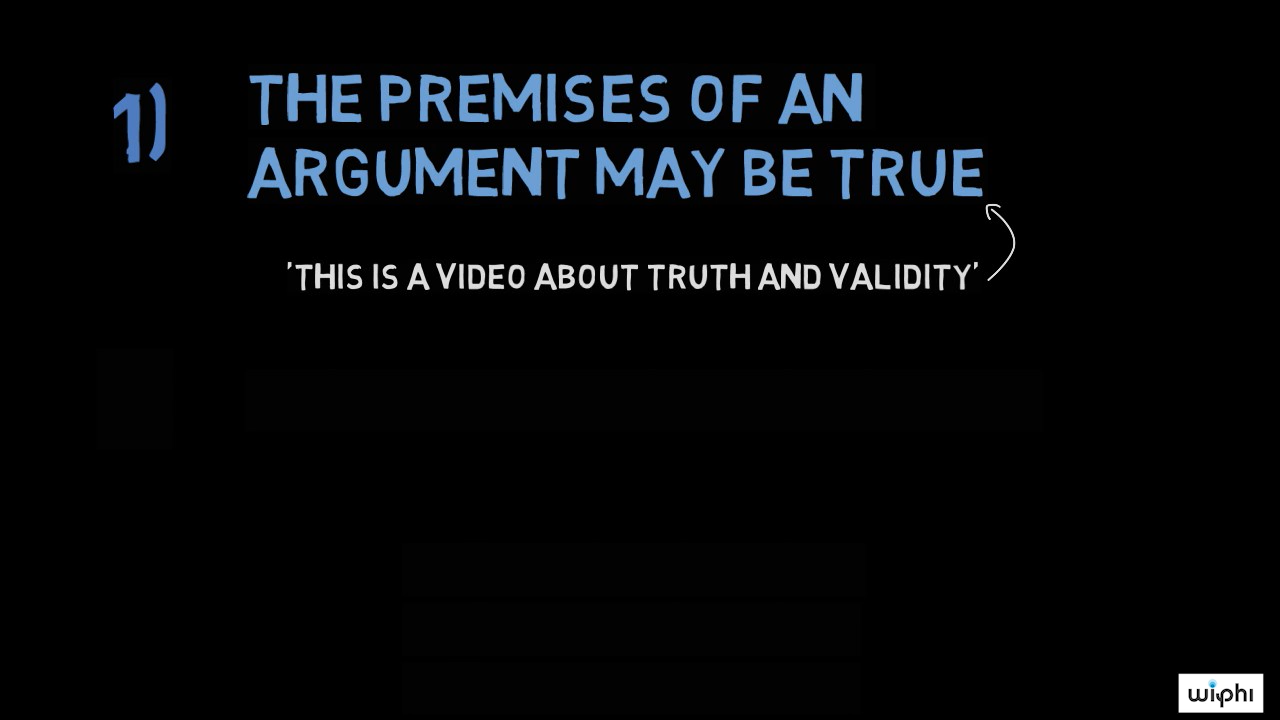 1) THE PREMISES OF AN
ARGUMENT MAY BE TRUE
'THIS IS A VIDEO ABOUT TRUTH AND VALIDITY'
wiphi